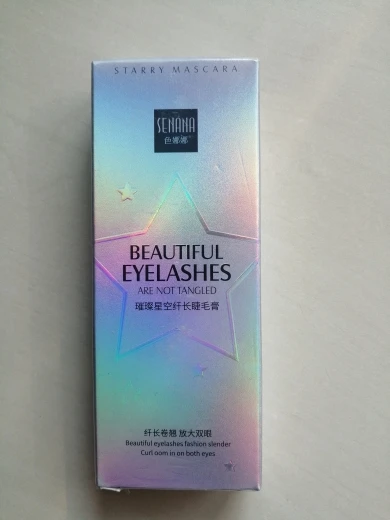 STARRY MASCARA
SENANA
色娜娜
BEAUTIFUL
EYELASHES
ARE NOT TANGLED
璀璨星空纤长睫毛膏
纤长卷翘 放大双眼
Beautiful eyelashes fashion slender
Curl oom in on both eyes